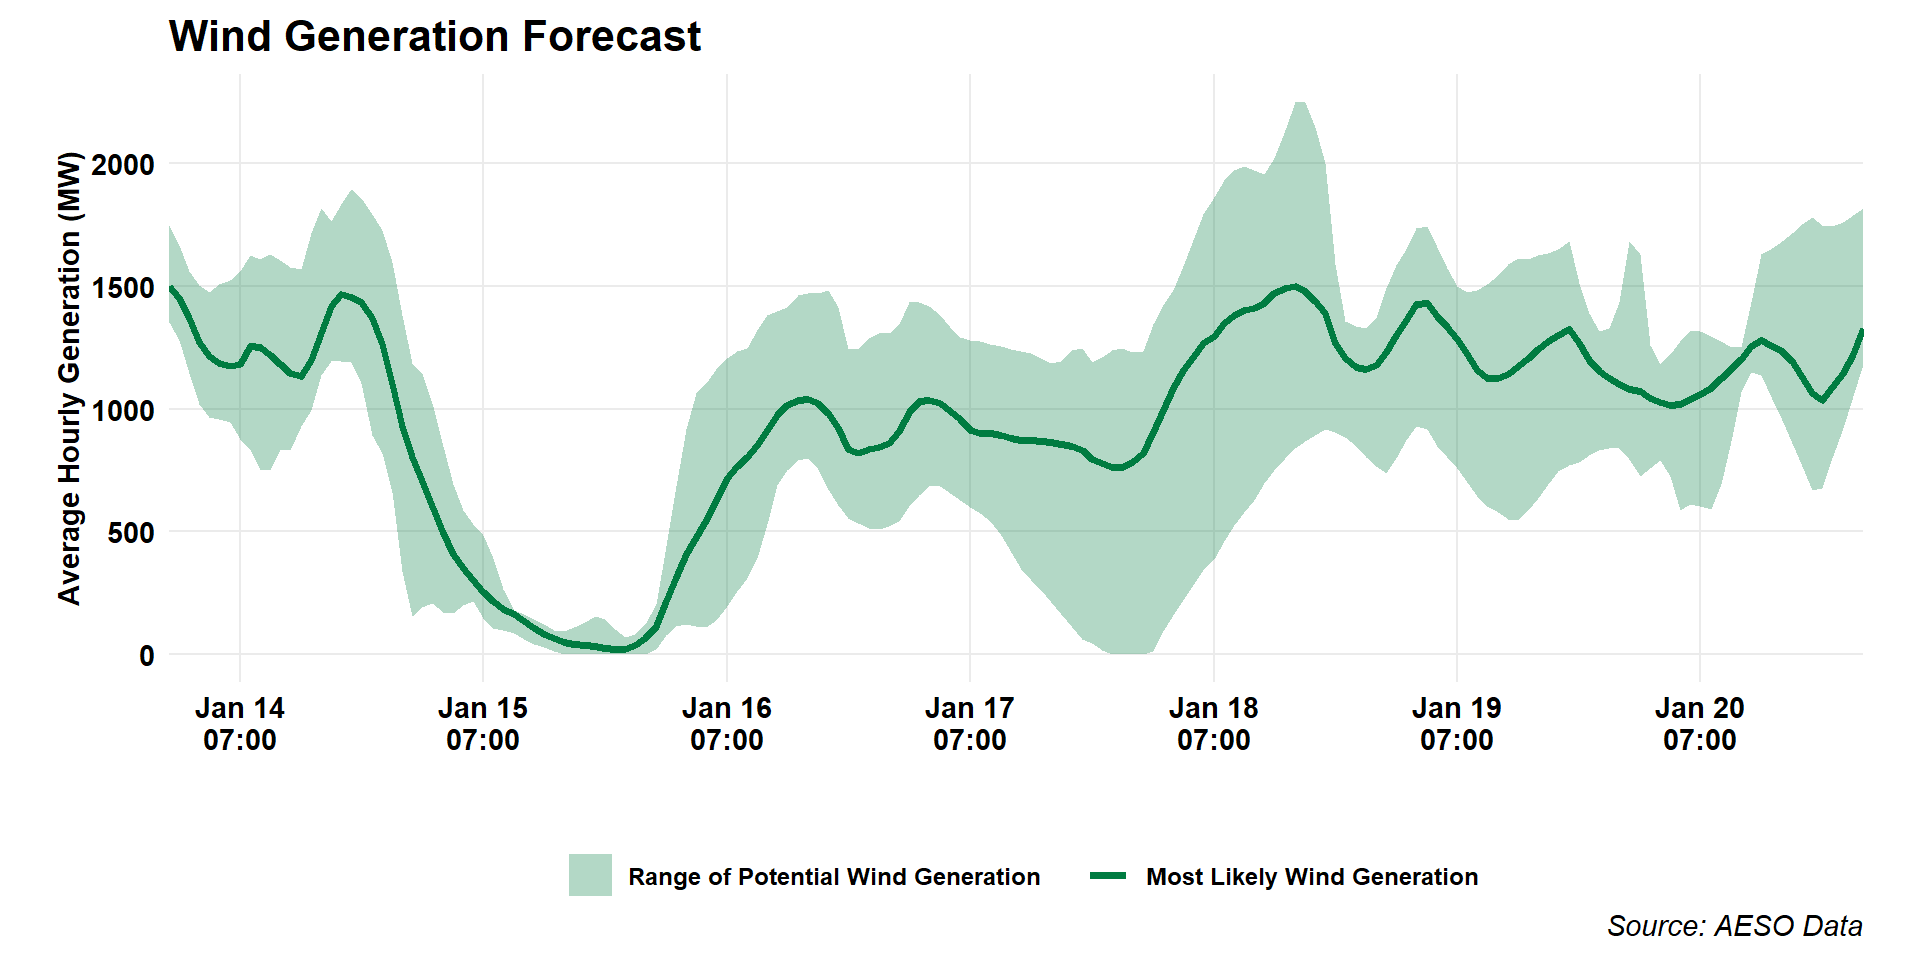 Wind Generation Forecast
Average Hourly Generation (MW)
2000
1500
1000
500
0
Jan 14 Jan 15 Jan 16 Jan 17 Jan 18 Jan 19 Jan 20
07:00 07:00 07:00 07:00 07:00 07:00 07:00
Range of Potential Wind Generation Most Likely Wind Generation
Source: AESO Data